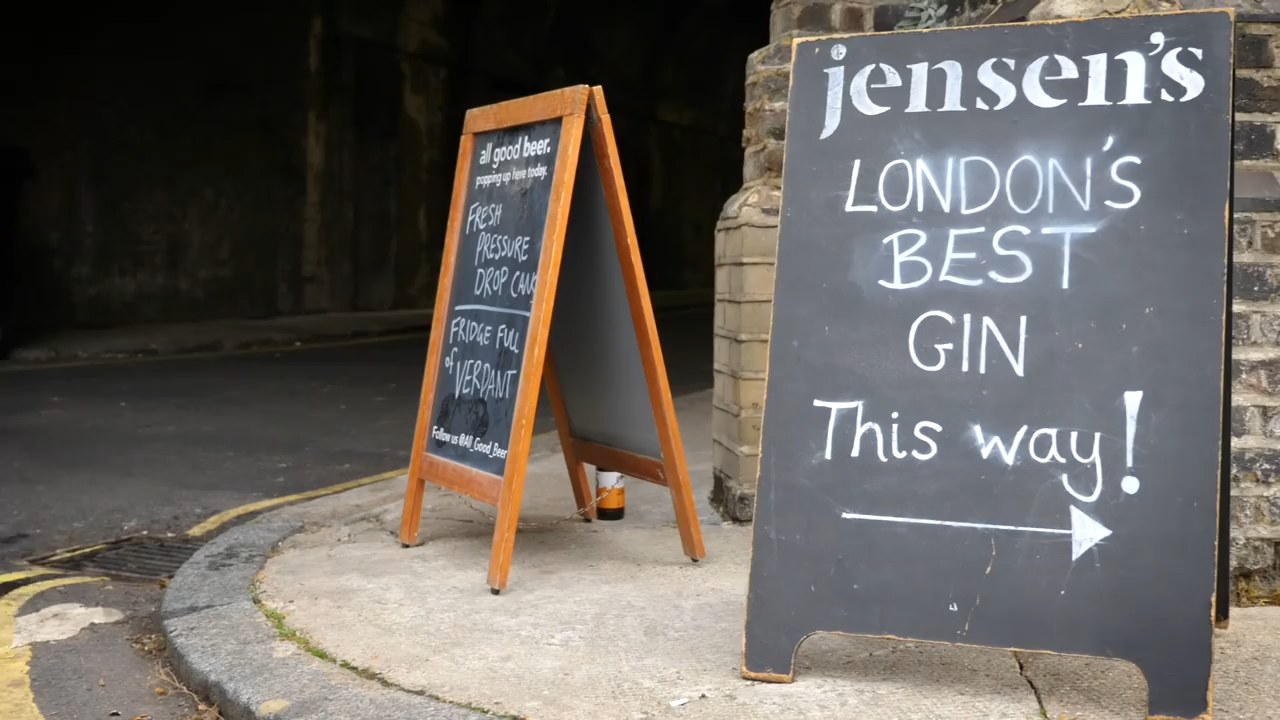 all good beer.
popping up here today.
FRESH
PRESSURE
DROP CANS
FRIDGE FULL
of VERDANT
Follow us @All_Good_Beer
jensen's
LONDON'S
BEST
GIN
This way!